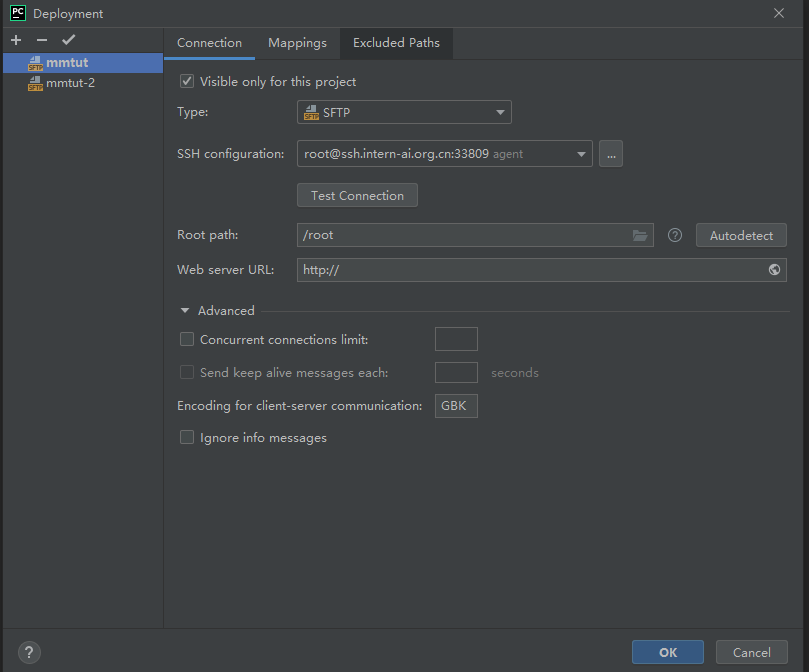 PC Deployment
mmtut
mmtut-2
SFTP
SFTP
Connection Mappings Excluded Paths
Visible only for this project
Type: SFTP SFTP
SSH configuration: root@ssh.intern-ai.org.cn:33809 agent ...
Test Connection
Root path: /root ? Autodetect
Web server URL: http://
Advanced
Concurrent connections limit:
Send keep alive messages each: seconds
Encoding for client-server communication: GBK
Ignore info messages
? OK Cancel